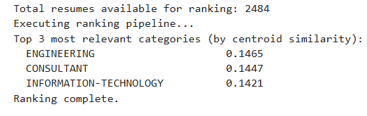 Total resumes available for ranking: 2484
Executing ranking pipeline...
Top 3 most relevant categories (by centroid similarity):
  ENGINEERING                    0.1465
  CONSULTANT                     0.1447
  INFORMATION-TECHNOLOGY         0.1421
Ranking complete.